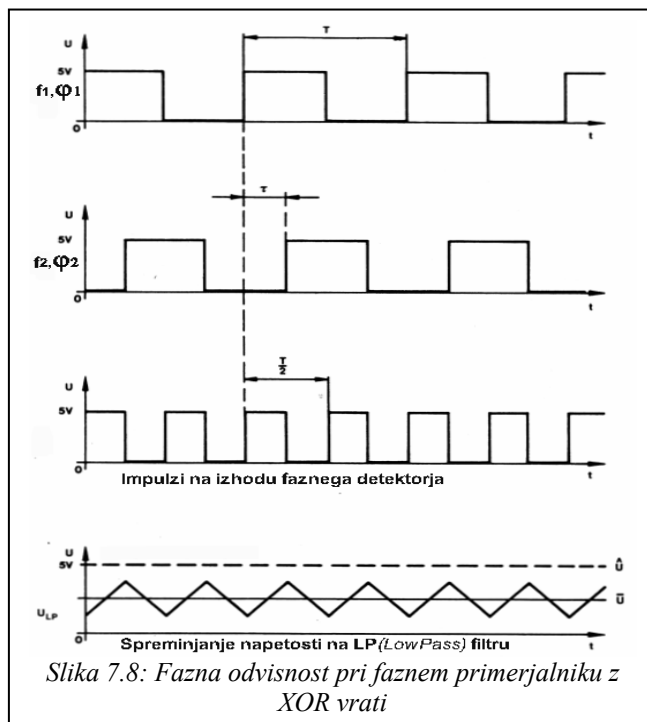 U
T
5V
f1,φ1
0
t
U
τ
5V
f2,φ2
0
t
U
T/2
5V
0
t
Impulzi na izhodu faznega detektorja
U
5V
Û
U̅
U_LP
0
t
Spreminjanje napetosti na LP(LowPass) filtru
Slika 7.8: Fazna odvisnost pri faznem primerjalniku z
XOR vrati